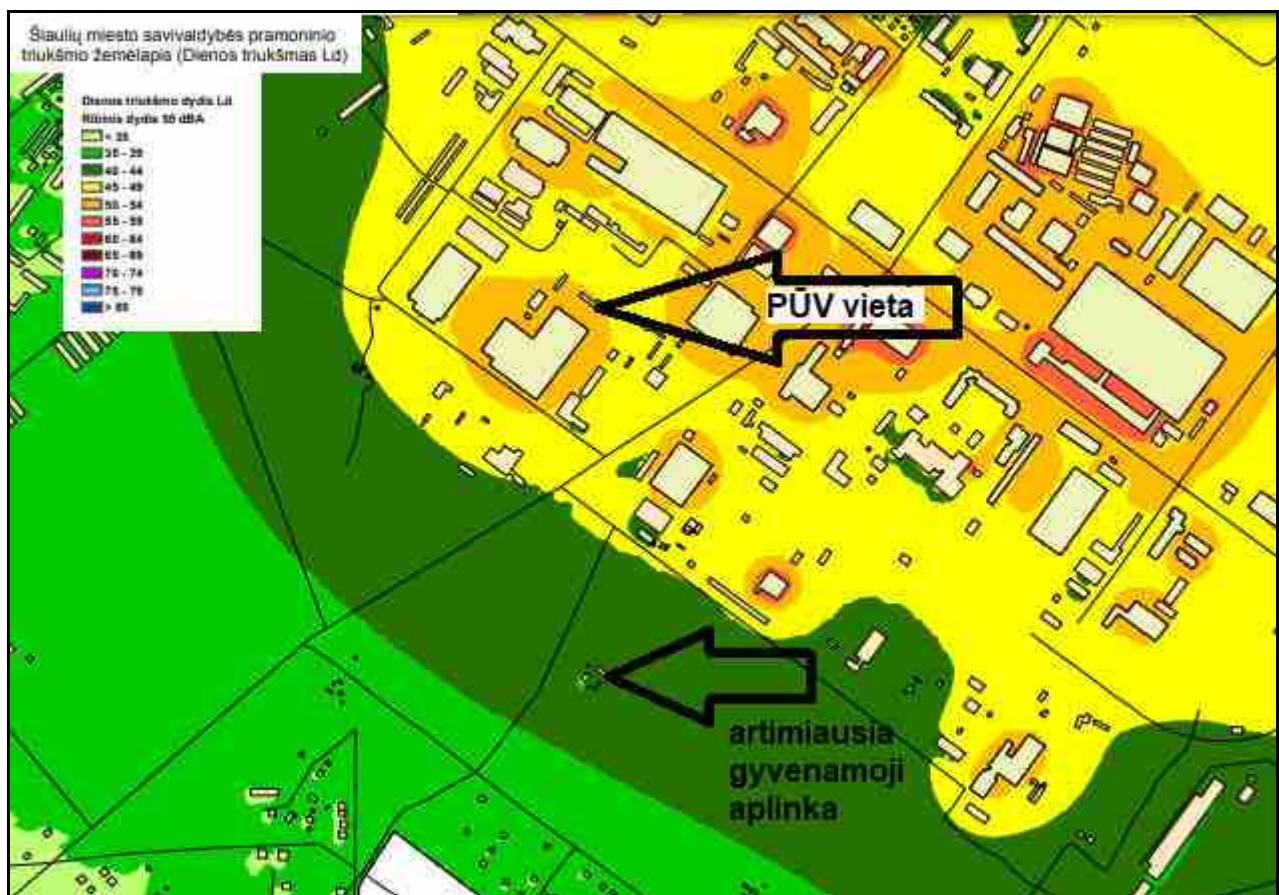 Šiaulių miesto savivaldybės pramoninio
triukšmo žemėlapis (Dienos triukšmas Ld)
Dienos triukšmo dydis Ld
Ribinis dydis 55 dBA
< 35
35 - 39
40 - 44
45 - 49
50 - 54
55 - 59
60 - 64
65 - 69
70 - 74
75 - 79
> 80
PŪV vieta
artimiausia
gyvenamoji
aplinka